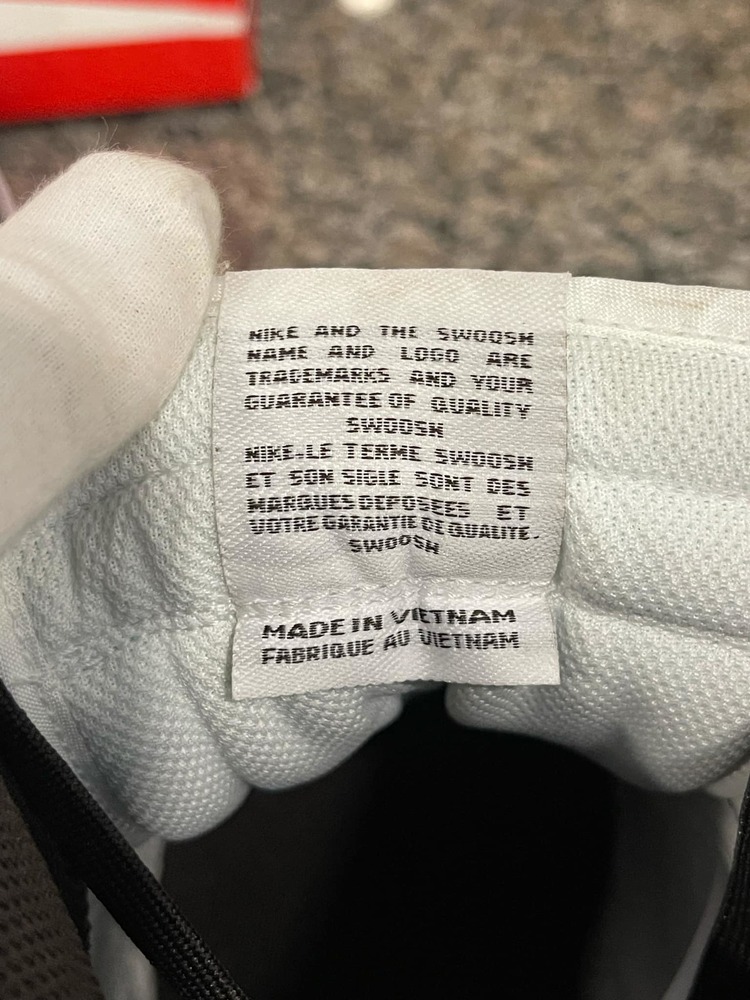 NIKE AND THE SWOOSH
NAME AND LOGO ARE
TRADEMARKS AND YOUR
GUARANTEE OF QUALITY
SWOOSH
NIKE-LE TERME SWOOSH
ET SON SIGLE SONT DES
MARQUES DEPOSEES ET
VOTRE GARANTIE DE QUALITE.
SWOOSH
MADE IN VIETNAM
FABRIQUE AU VIETNAM